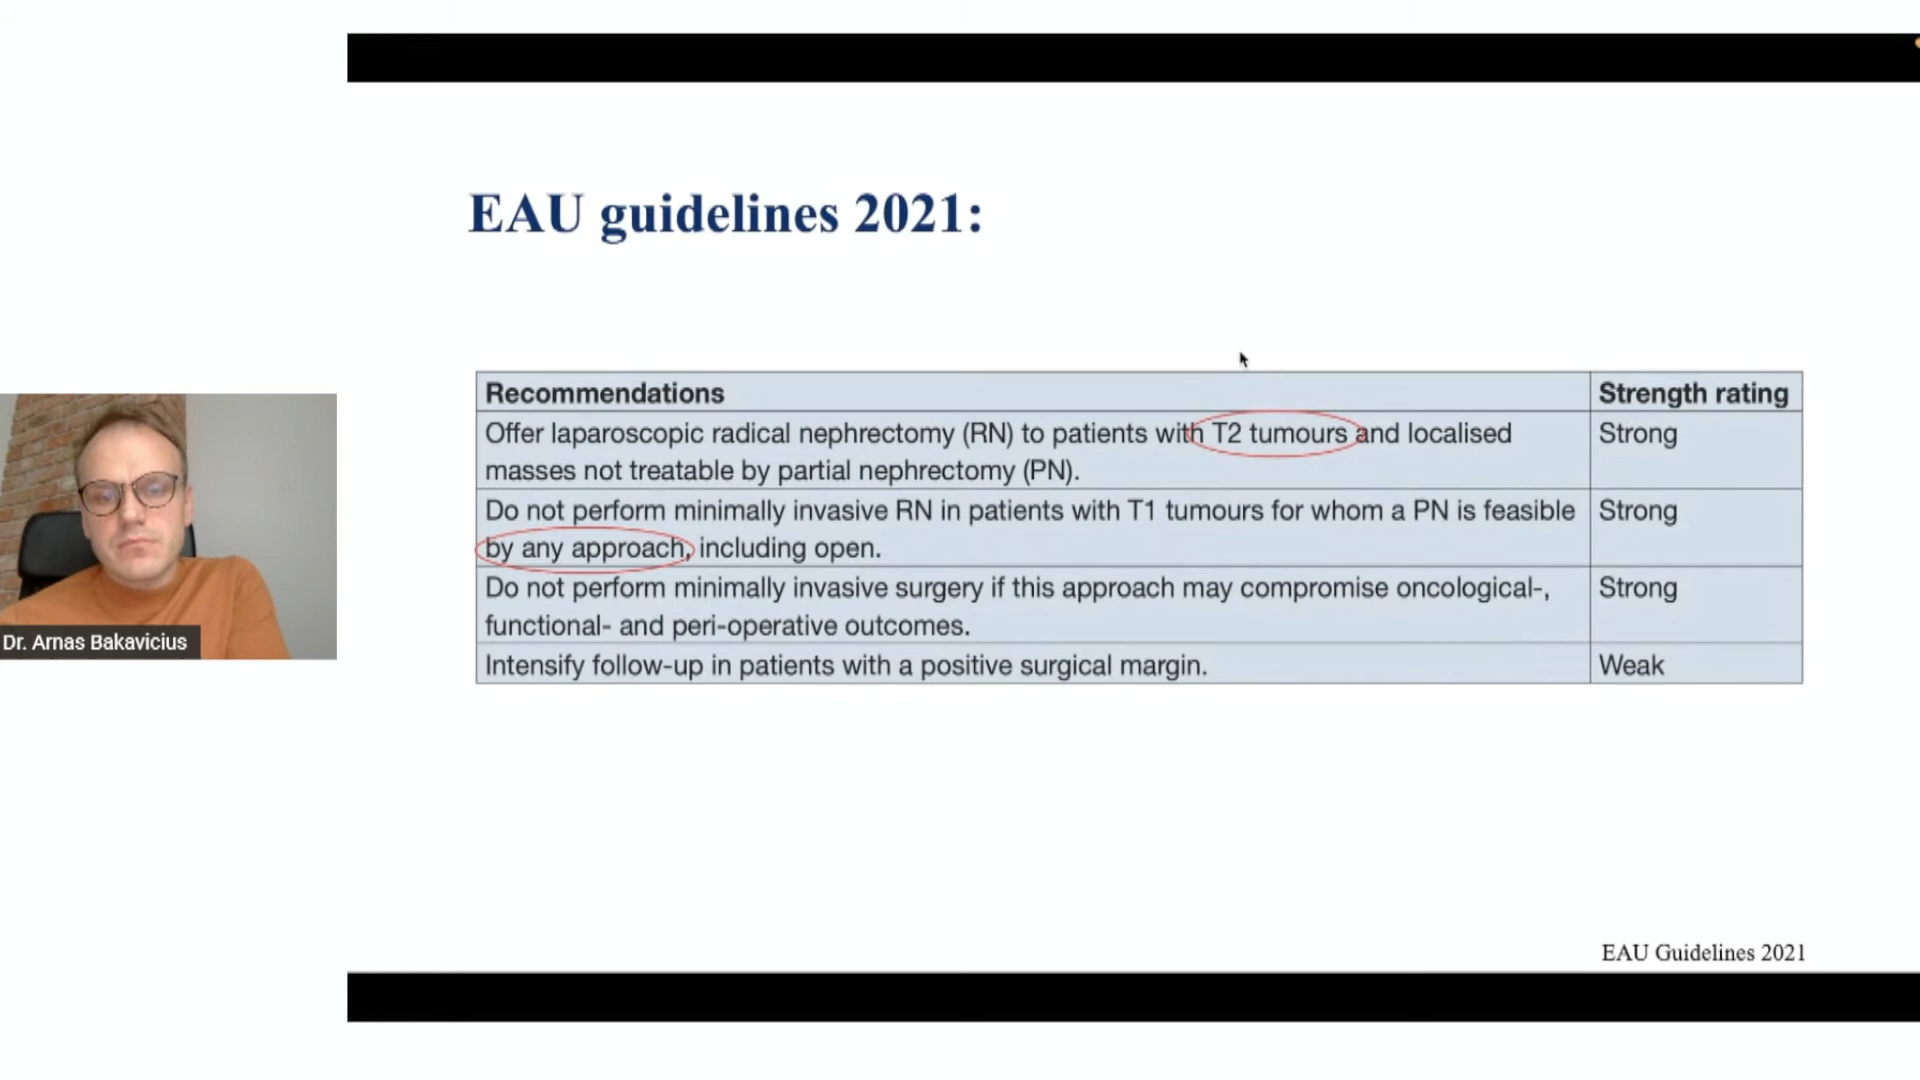 EAU guidelines 2021:
Recommendations
Strength rating
Offer laparoscopic radical nephrectomy (RN) to patients with T2 tumours and localised
masses not treatable by partial nephrectomy (PN).
Strong
Do not perform minimally invasive RN in patients with T1 tumours for whom a PN is feasible
by any approach, including open.
Strong
Do not perform minimally invasive surgery if this approach may compromise oncological-,
functional- and peri-operative outcomes.
Strong
Intensify follow-up in patients with a positive surgical margin.
Weak
Dr. Arnas Bakavicius
EAU Guidelines 2021